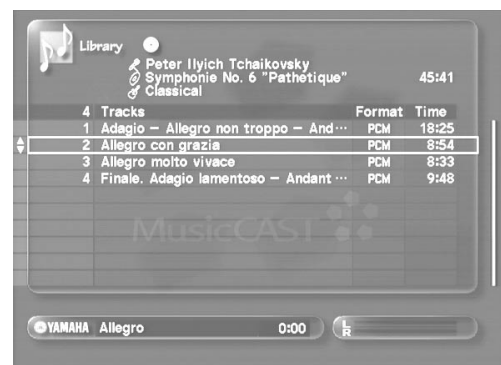 Library
Peter Ilyich Tchaikovsky
Symphonie No. 6 "Pathétique" 45:41
Classical
4 Tracks Format Time
1 Adagio – Allegro non troppo – And··· PCM 18:25
2 Allegro con grazia PCM 8:54
3 Allegro molto vivace PCM 8:33
4 Finale. Adagio lamentoso – Andant ··· PCM 9:48
MusicCAST
YAMAHA Allegro 0:00 L
R